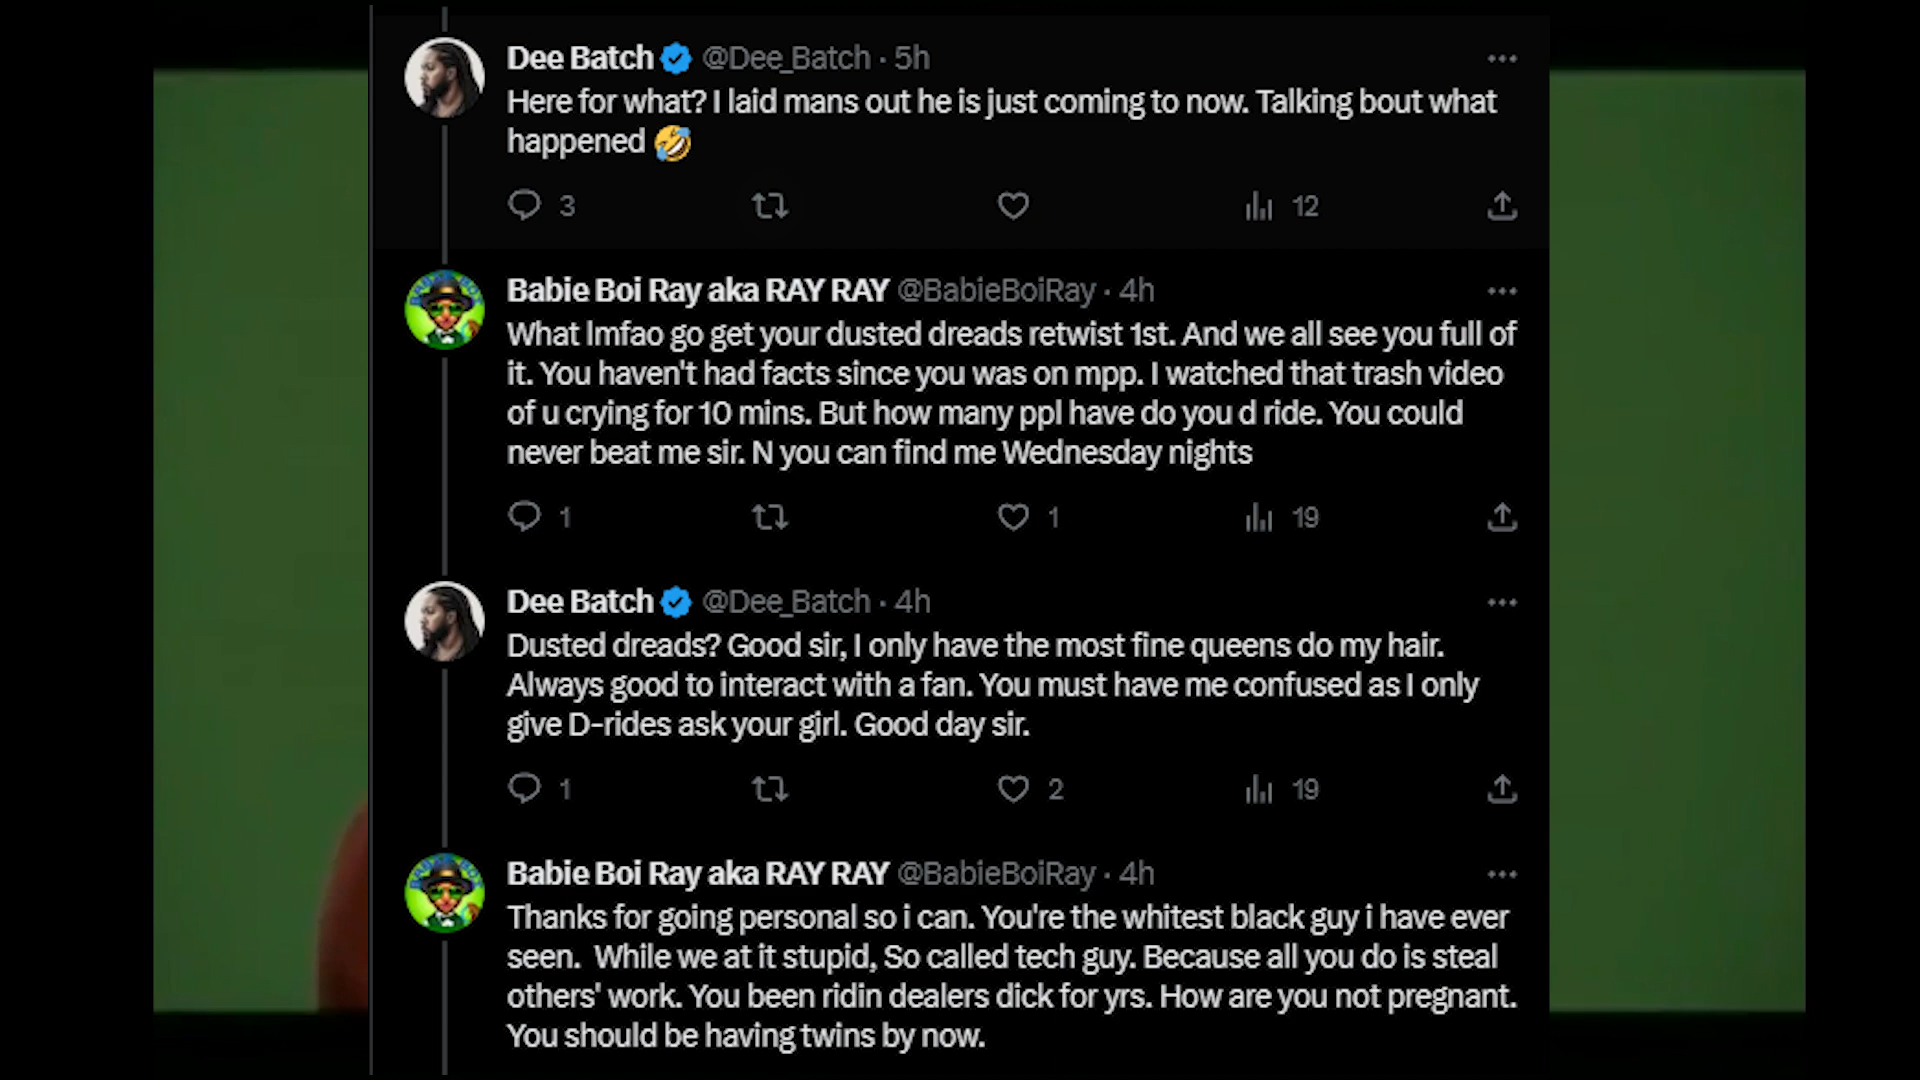 Dee Batch @Dee_Batch · 5h
Here for what? I laid mans out he is just coming to now. Talking bout what
happened 🤣
3 12
Babie Boi Ray aka RAY RAY @BabieBoiRay · 4h
What lmfao go get your dusted dreads retwist 1st. And we all see you full of
it. You haven't had facts since you was on mpp. I watched that trash video
of u crying for 10 mins. But how many ppl have do you d ride. You could
never beat me sir. N you can find me Wednesday nights
1 1 19
Dee Batch @Dee_Batch · 4h
Dusted dreads? Good sir, I only have the most fine queens do my hair.
Always good to interact with a fan. You must have me confused as I only
give D-rides ask your girl. Good day sir.
1 2 19
Babie Boi Ray aka RAY RAY @BabieBoiRay · 4h
Thanks for going personal so i can. You're the whitest black guy i have ever
seen.  While we at it stupid, So called tech guy. Because all you do is steal
others' work. You been ridin dealers dick for yrs. How are you not pregnant.
You should be having twins by now.